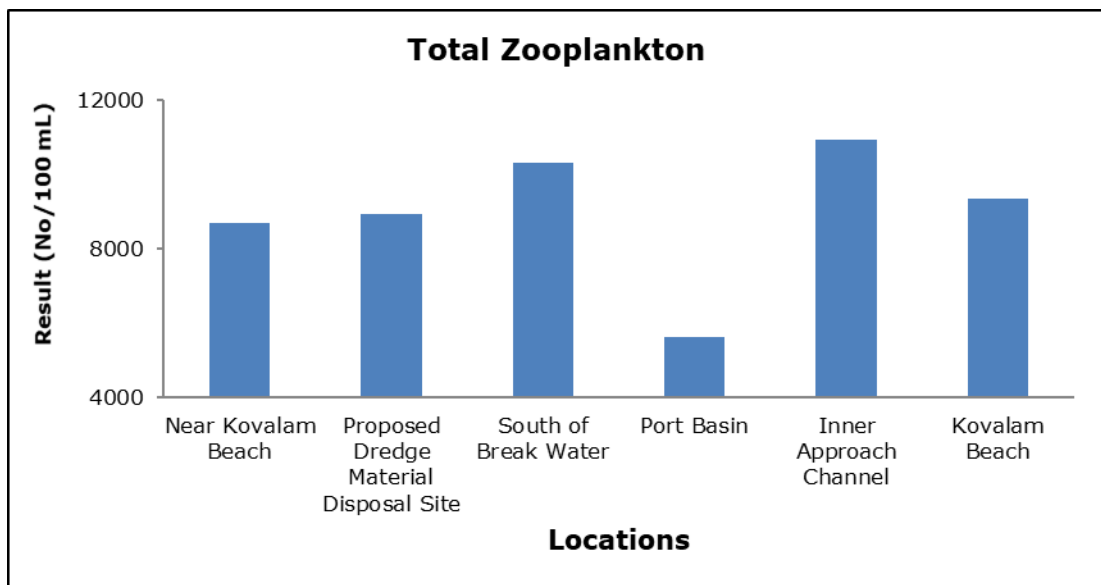 Total Zooplankton
Result (No/100 mL)
12000
8000
4000
Near Kovalam
Beach
Proposed
Dredge
Material
Disposal Site
South of
Break Water
Port Basin
Inner
Approach
Channel
Kovalam
Beach
Locations